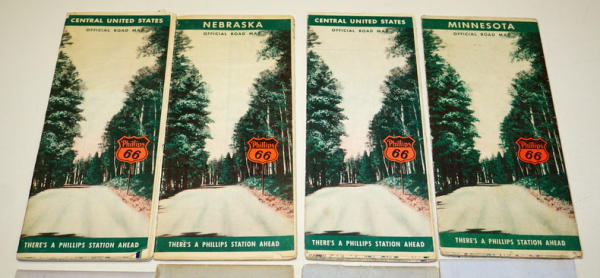 CENTRAL UNITED STATES
OFFICIAL ROAD MAP
Phillips
66
THERE'S A PHILLIPS STATION AHEAD
NEBRASKA
OFFICIAL ROAD MAP
Phillips
66
THERE'S A PHILLIPS STATION AHEAD
CENTRAL UNITED STATES
OFFICIAL ROAD MAP
Phillips
66
THERE'S A PHILLIPS STATION AHEAD
MINNESOTA
OFFICIAL ROAD MAP
Phillips
66
THERE'S A PHILLIPS STATION AHEAD